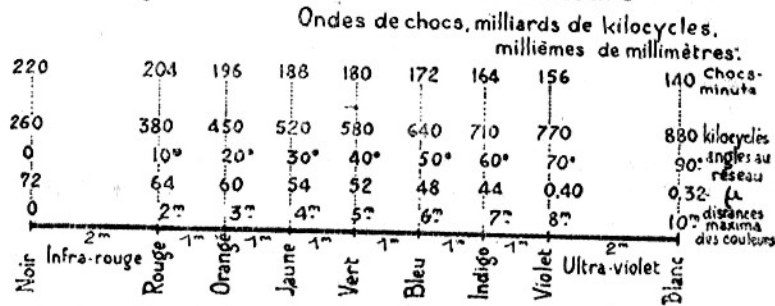 Ondes de chocs, milliards de kilocycles,
millièmes de millimètres:
220 204 196 188 180 172 164 156 140 Chocs-
minute
260 380 450 520 580 640 710 770 880 kilocyclés
0 10° 20° 30° 40° 50° 60° 70° 90° angles au
réseau
72 64 60 54 52 48 44 0,40 0,32 μ
0 2m 3m 4m 5m 6m 7m 8m 10m distances
maxima
des couleurs
2m 1m 1m 1m 1m 1m 1m 2m
Infra-rouge Ultra-violet
Noir Rouge Orangé Jaune Vert Bleu Indigo Violet Blanc